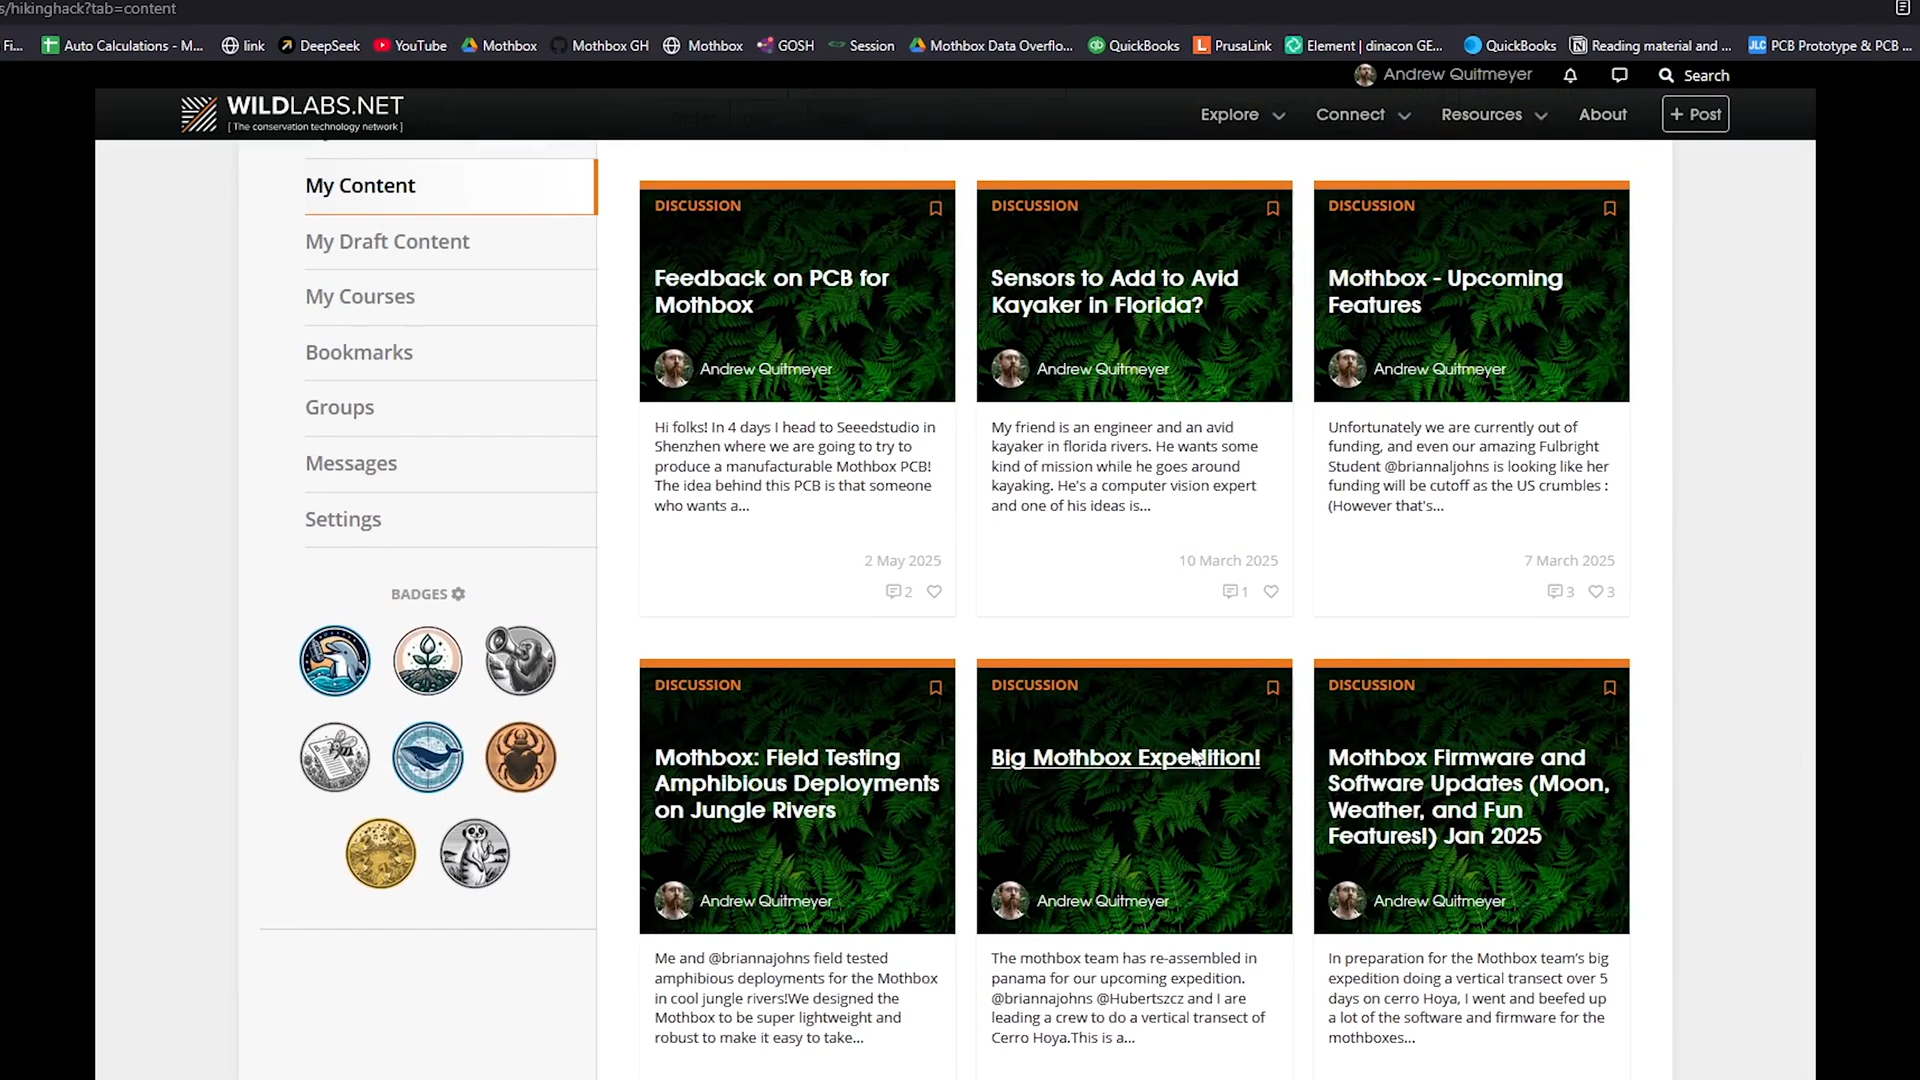 s/hikinghack?tab=content
Fi...
Auto Calculations - M...
link
DeepSeek
YouTube
Mothbox
Mothbox GH
Mothbox
GOSH
Session
Mothbox Data Overflo...
QuickBooks
PrusaLink
Element | dinacon GE...
QuickBooks
Reading material and ...
JLC
PCB Prototype & PCB ...
Andrew Quitmeyer
Search
WILDLABS.NET
[ The conservation technology network ]
Explore
Connect
Resources
About
+ Post
My Content
My Draft Content
My Courses
Bookmarks
Groups
Messages
Settings
BADGES
DISCUSSION
Feedback on PCB for
Mothbox
Andrew Quitmeyer
Hi folks! In 4 days I head to Seeedstudio in
Shenzhen where we are going to try to
produce a manufacturable Mothbox PCB!
The idea behind this PCB is that someone
who wants a...
2 May 2025
2
DISCUSSION
Sensors to Add to Avid
Kayaker in Florida?
Andrew Quitmeyer
My friend is an engineer and an avid
kayaker in florida rivers. He wants some
kind of mission while he goes around
kayaking. He's a computer vision expert
and one of his ideas is...
10 March 2025
1
DISCUSSION
Mothbox - Upcoming
Features
Andrew Quitmeyer
Unfortunately we are currently out of
funding, and even our amazing Fulbright
Student @briannaljohns is looking like her
funding will be cutoff as the US crumbles :
(However that's...
7 March 2025
3
3
DISCUSSION
Mothbox: Field Testing
Amphibious Deployments
on Jungle Rivers
Andrew Quitmeyer
Me and @briannajohns field tested
amphibious deployments for the Mothbox
in cool jungle rivers!We designed the
Mothbox to be super lightweight and
robust to make it easy to take...
DISCUSSION
Big Mothbox Expedition!
Andrew Quitmeyer
The mothbox team has re-assembled in
panama for our upcoming expedition.
@briannajohns @Hubertszcz and I are
leading a crew to do a vertical transect of
Cerro Hoya.This is a...
DISCUSSION
Mothbox Firmware and
Software Updates (Moon,
Weather, and Fun
Features!) Jan 2025
Andrew Quitmeyer
In preparation for the Mothbox team's big
expedition doing a vertical transect over 5
days on cerro Hoya, I went and beefed up
a lot of the software and firmware for the
mothboxes...